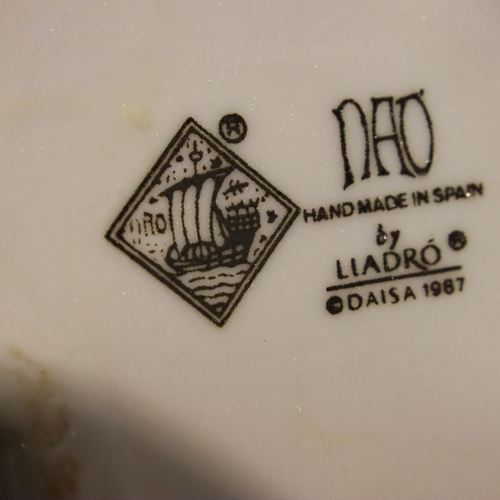 ®
NAO
NAO
HAND MADE IN SPAIN
by
LLADRÓ ®
© DAISA 1987